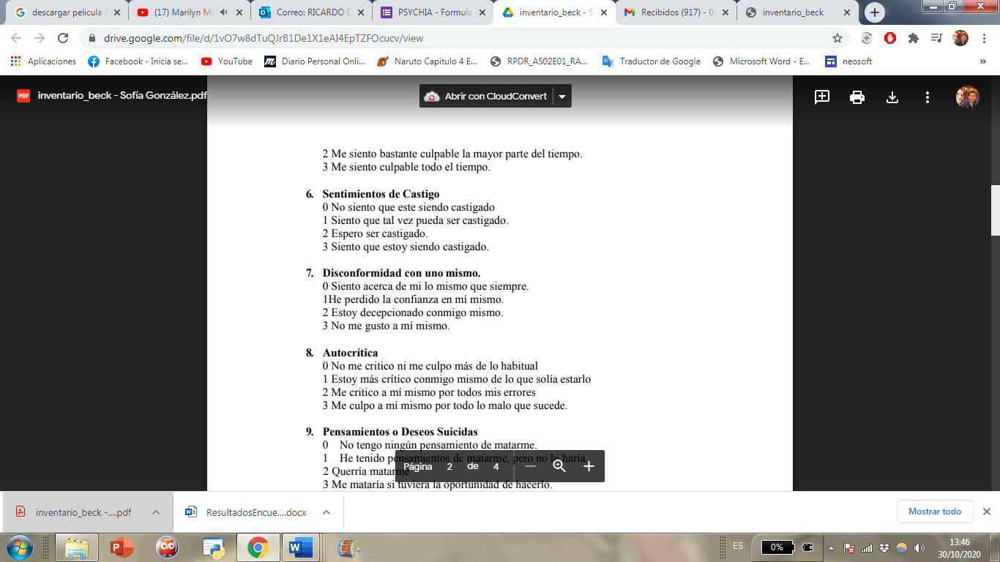 descargar pelicula
(17) Marilyn Ma
Correo: RICARDO D
PSYCHIA - Formula
inventario_beck - S
Recibidos (917) - 0.
inventario_beck
drive.google.com/file/d/1vO7w8dTuQJrB1De1X1eAI4EpTZFOcucv/view
Aplicaciones
Facebook - Inicia se...
YouTube
Diario Personal Onli...
Naruto Capitulo 4 E...
RPDR_AS02E01_RA...
Traductor de Google
Microsoft Word - E...
neosoft
»
PDF inventario_beck - Sofía González.pdf
Abrir con CloudConvert
2 Me siento bastante culpable la mayor parte del tiempo.
3 Me siento culpable todo el tiempo.
6. Sentimientos de Castigo
0 No siento que este siendo castigado
1 Siento que tal vez pueda ser castigado.
2 Espero ser castigado.
3 Siento que estoy siendo castigado.
7. Disconformidad con uno mismo.
0 Siento acerca de mi lo mismo que siempre.
1He perdido la confianza en mí mismo.
2 Estoy decepcionado conmigo mismo.
3 No me gusto a mí mismo.
8. Autocrítica
0 No me critico ni me culpo más de lo habitual
1 Estoy más crítico conmigo mismo de lo que solía estarlo
2 Me critico a mí mismo por todos mis errores
3 Me culpo a mí mismo por todo lo malo que sucede.
9. Pensamientos o Deseos Suicidas
0 No tengo ningún pensamiento de matarme.
1 He tenido pensamientos de matarme, pero no lo haría
2 Querría matarme
3 Me mataría si tuviera la oportunidad de hacerlo.
Página 2 de 4
inventario_beck -....pdf
ResultadosEncue....docx
Mostrar todo
ES
0%
13:46
30/10/2020